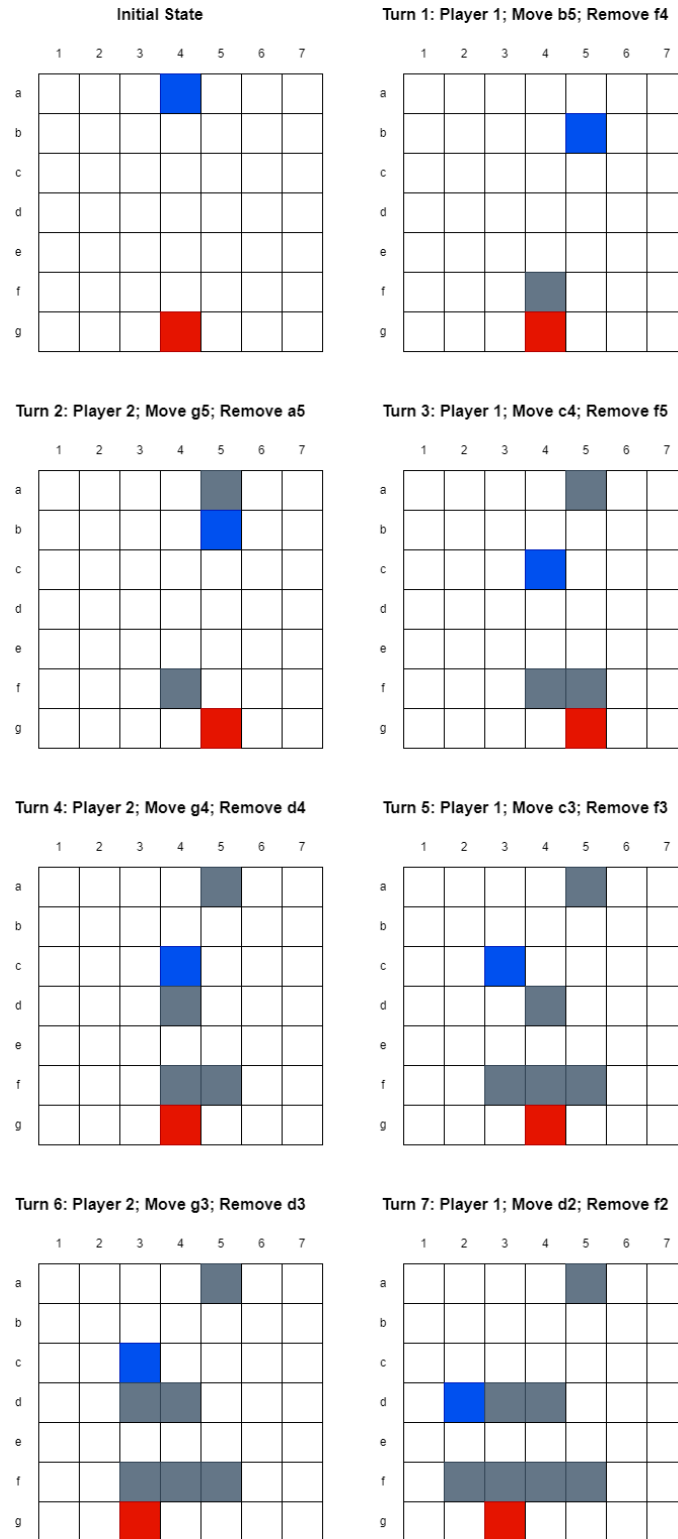 Initial State
1 2 3 4 5 6 7
a
b
c
d
e
f
g
Turn 1: Player 1; Move b5; Remove f4
1 2 3 4 5 6 7
a
b
c
d
e
f
g
Turn 2: Player 2; Move g5; Remove a5
1 2 3 4 5 6 7
a
b
c
d
e
f
g
Turn 3: Player 1; Move c4; Remove f5
1 2 3 4 5 6 7
a
b
c
d
e
f
g
Turn 4: Player 2; Move g4; Remove d4
1 2 3 4 5 6 7
a
b
c
d
e
f
g
Turn 5: Player 1; Move c3; Remove f3
1 2 3 4 5 6 7
a
b
c
d
e
f
g
Turn 6: Player 2; Move g3; Remove d3
1 2 3 4 5 6 7
a
b
c
d
e
f
g
Turn 7: Player 1; Move d2; Remove f2
1 2 3 4 5 6 7
a
b
c
d
e
f
g